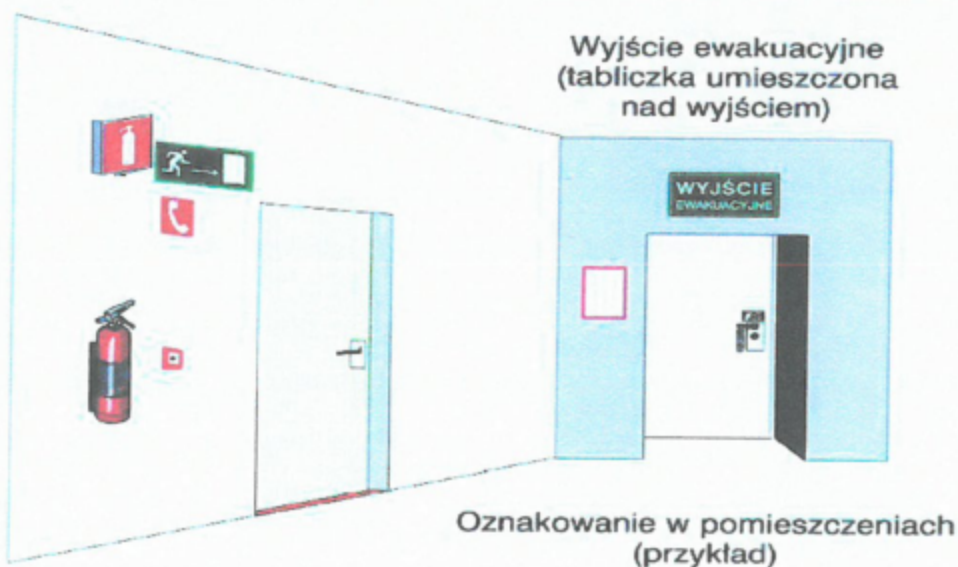 Wyjście ewakuacyjne
(tabliczka umieszczona
nad wyjściem)
WYJŚCIE
EWAKUACYJNE
Oznakowanie w pomieszczeniach
(przykład)